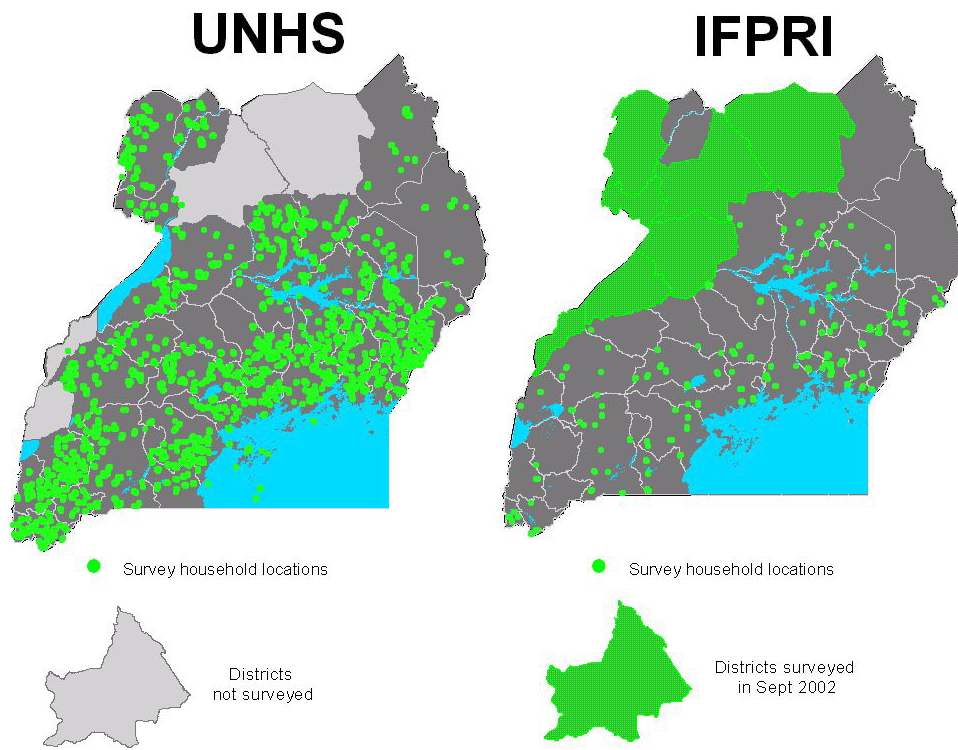 UNHS
IFPRI
Survey household locations
Survey household locations
Districts
not surveyed
Districts surveyed
in Sept 2002